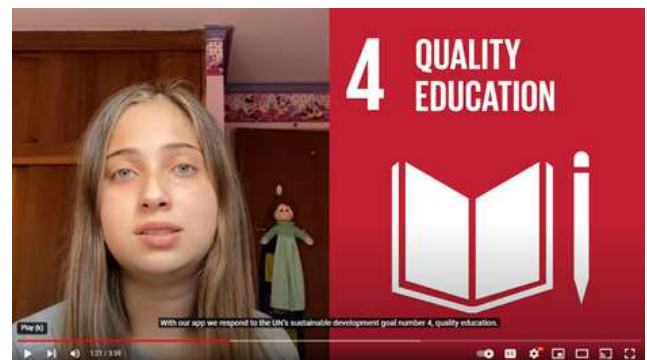 4 QUALITY
EDUCATION
With our app we respond to the UN's sustainable development goal number 4, quality education.
Play (k)
1:21 / 3:59